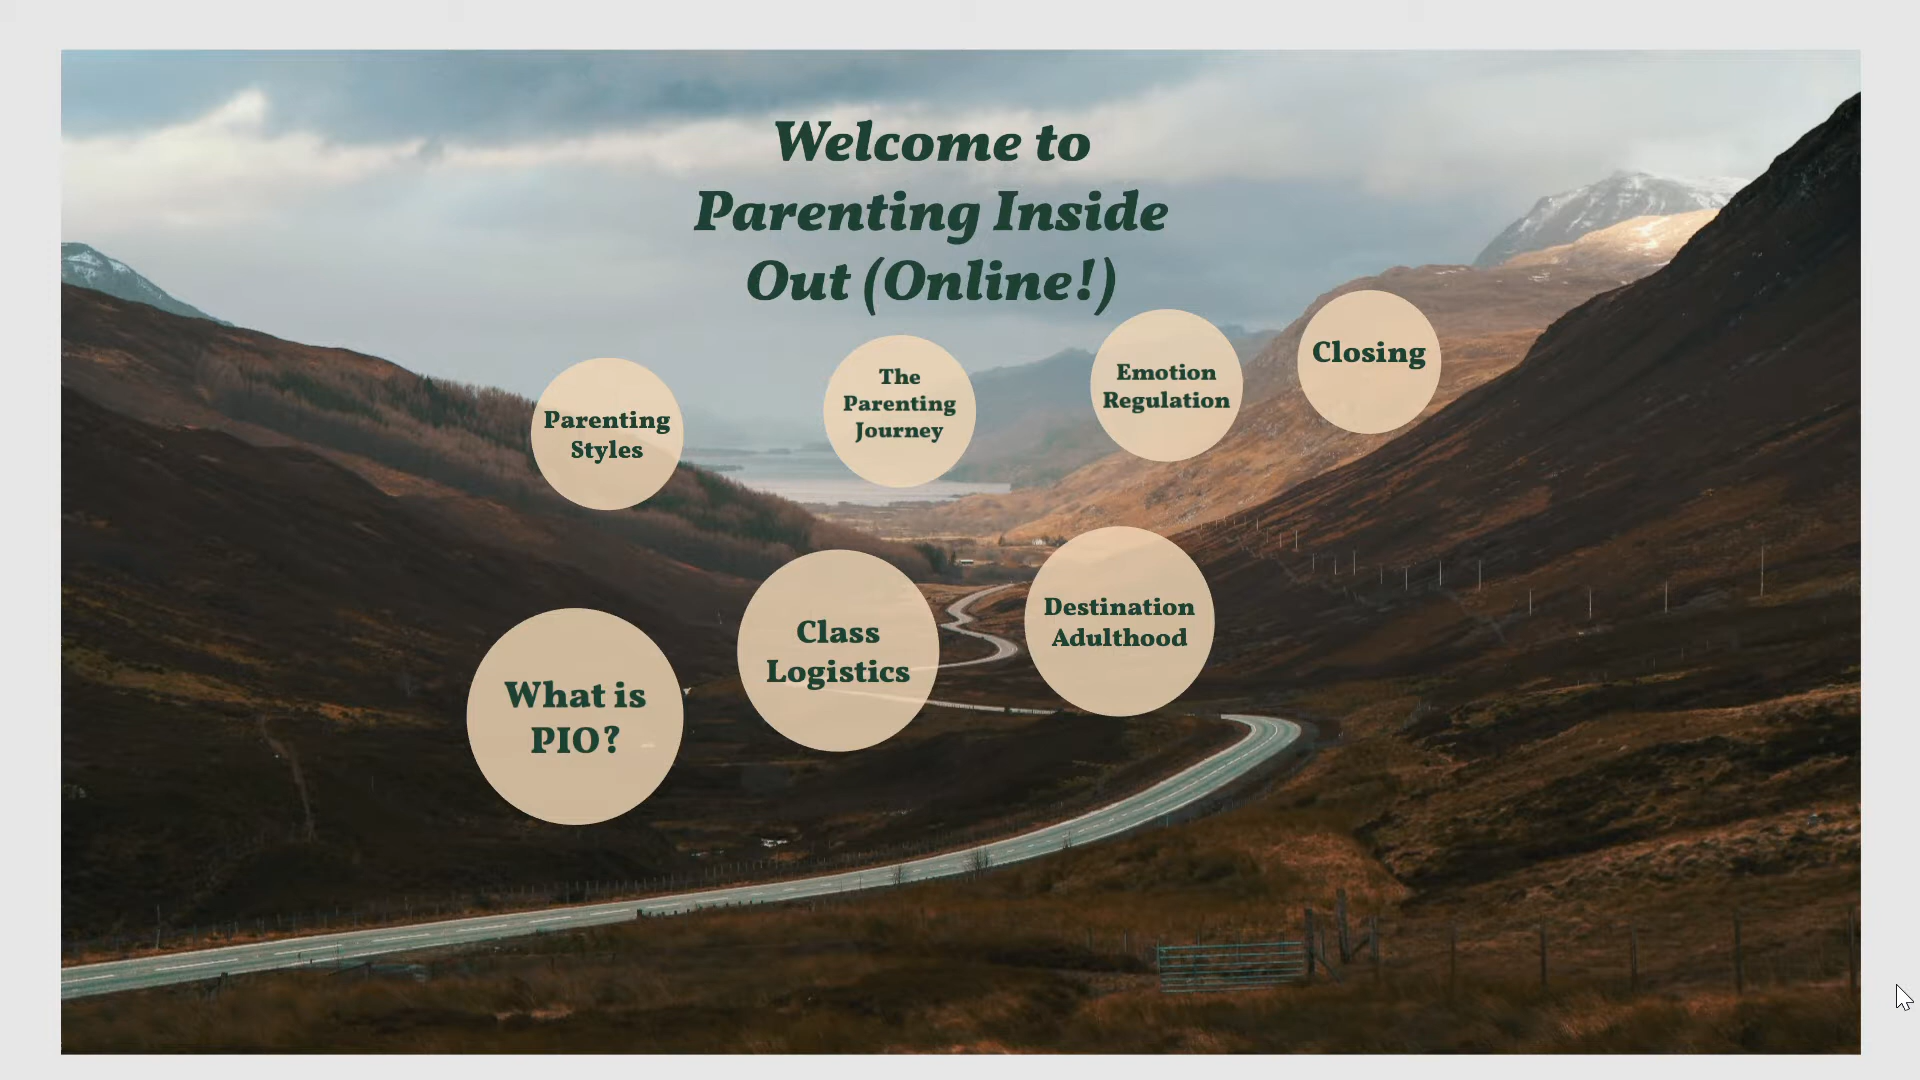 Welcome to
Parenting Inside
Out (Online!)
Closing
Emotion
Regulation
The
Parenting
Journey
Parenting
Styles
Destination
Adulthood
Class
Logistics
What is
PIO?